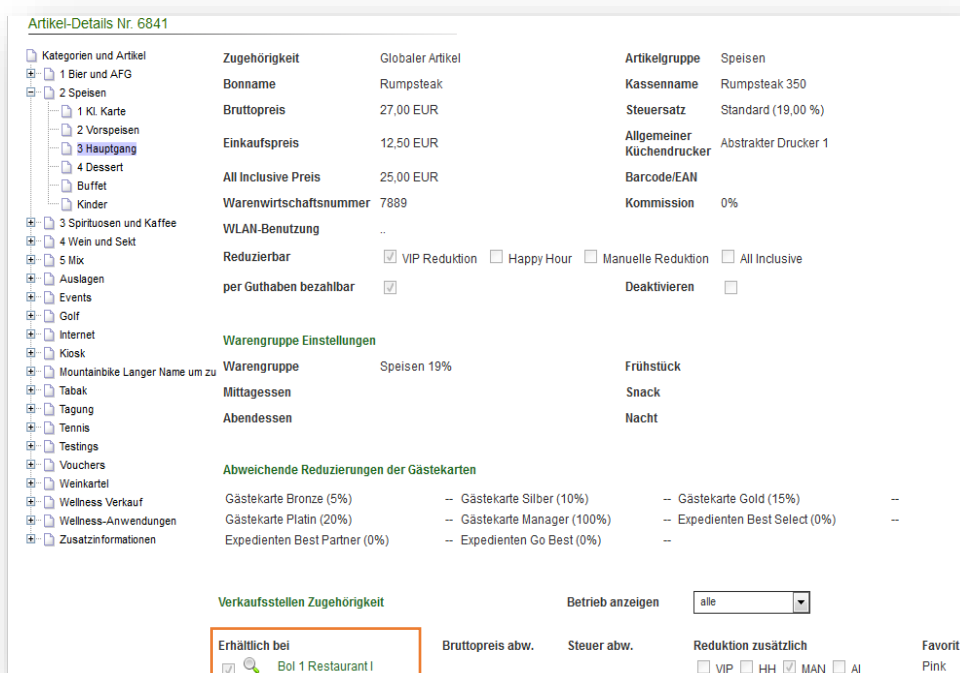 Artikel-Details Nr. 6841
Kategorien und Artikel
1 Bier und AFG
2 Speisen
1 Kl. Karte
2 Vorspeisen
3 Hauptgang
4 Dessert
Buffet
Kinder
3 Spirituosen und Kaffee
4 Wein und Sekt
5 Mix
Auslagen
Events
Golf
Internet
Kiosk
Mountainbike Langer Name um zu
Tabak
Tagung
Tennis
Testings
Vouchers
Weinkartel
Wellness Verkauf
Wellness-Anwendungen
Zusatzinformationen
Zugehörigkeit Globaler Artikel Artikelgruppe Speisen
Bonname Rumpsteak Kassenname Rumpsteak 350
Bruttopreis 27,00 EUR Steuersatz Standard (19,00 %)
Einkaufspreis 12,50 EUR Allgemeiner Küchendrucker Abstrakter Drucker 1
All Inclusive Preis 25,00 EUR Barcode/EAN
Warenwirtschaftsnummer 7889 Kommission 0%
WLAN-Benutzung ..
Reduzierbar VIP Reduktion Happy Hour Manuelle Reduktion All Inclusive
per Guthaben bezahlbar Deaktivieren
Warengruppe Einstellungen
Warengruppe Speisen 19% Frühstück
Mittagessen Snack
Abendessen Nacht
Abweichende Reduzierungen der Gästekarten
Gästekarte Bronze (5%) -- Gästekarte Silber (10%) -- Gästekarte Gold (15%) --
Gästekarte Platin (20%) -- Gästekarte Manager (100%) -- Expedienten Best Select (0%) --
Expedienten Best Partner (0%) -- Expedienten Go Best (0%) --
Verkaufsstellen Zugehörigkeit Betrieb anzeigen alle
Erhältlich bei Bruttopreis abw. Steuer abw. Reduktion zusätzlich Favorit
Bol 1 Restaurant I VIP HH MAN AI Pink